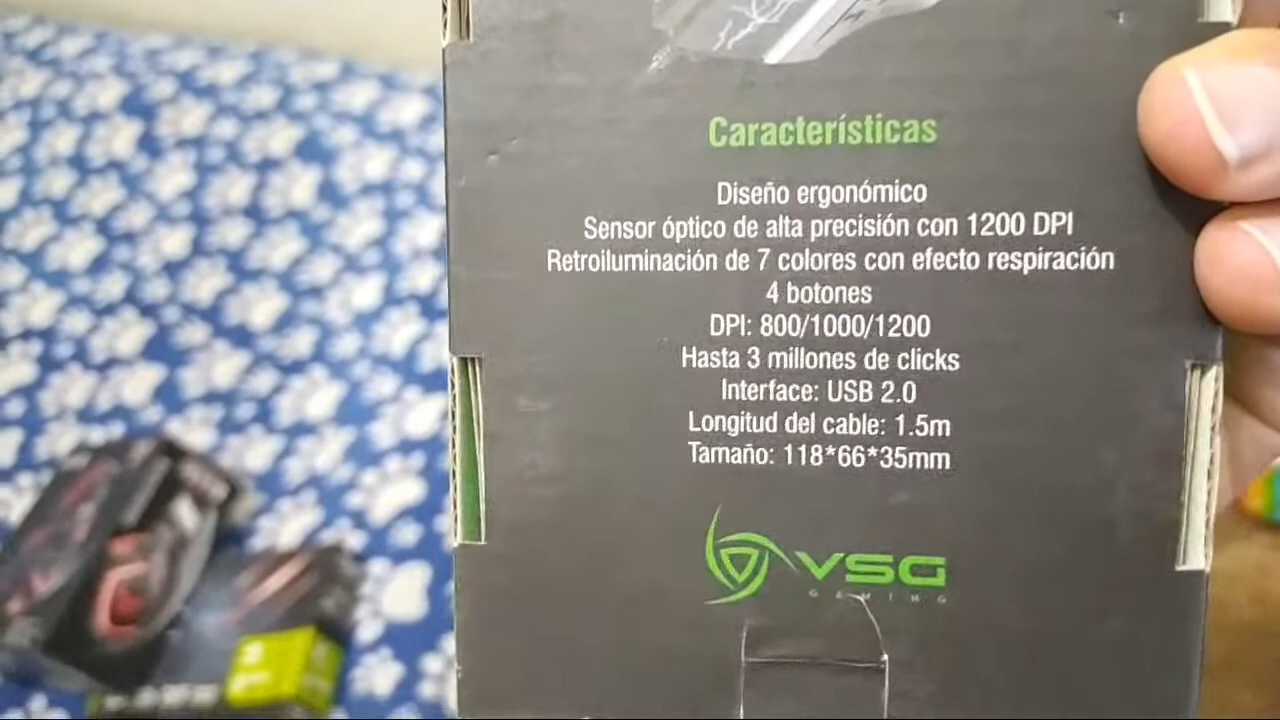 Características
Diseño ergonómico
Sensor óptico de alta precisión con 1200 DPI
Retroiluminación de 7 colores con efecto respiración
4 botones
DPI: 800/1000/1200
Hasta 3 millones de clicks
Interface: USB 2.0
Longitud del cable: 1.5m
Tamaño: 118*66*35mm
VSG
GAMING